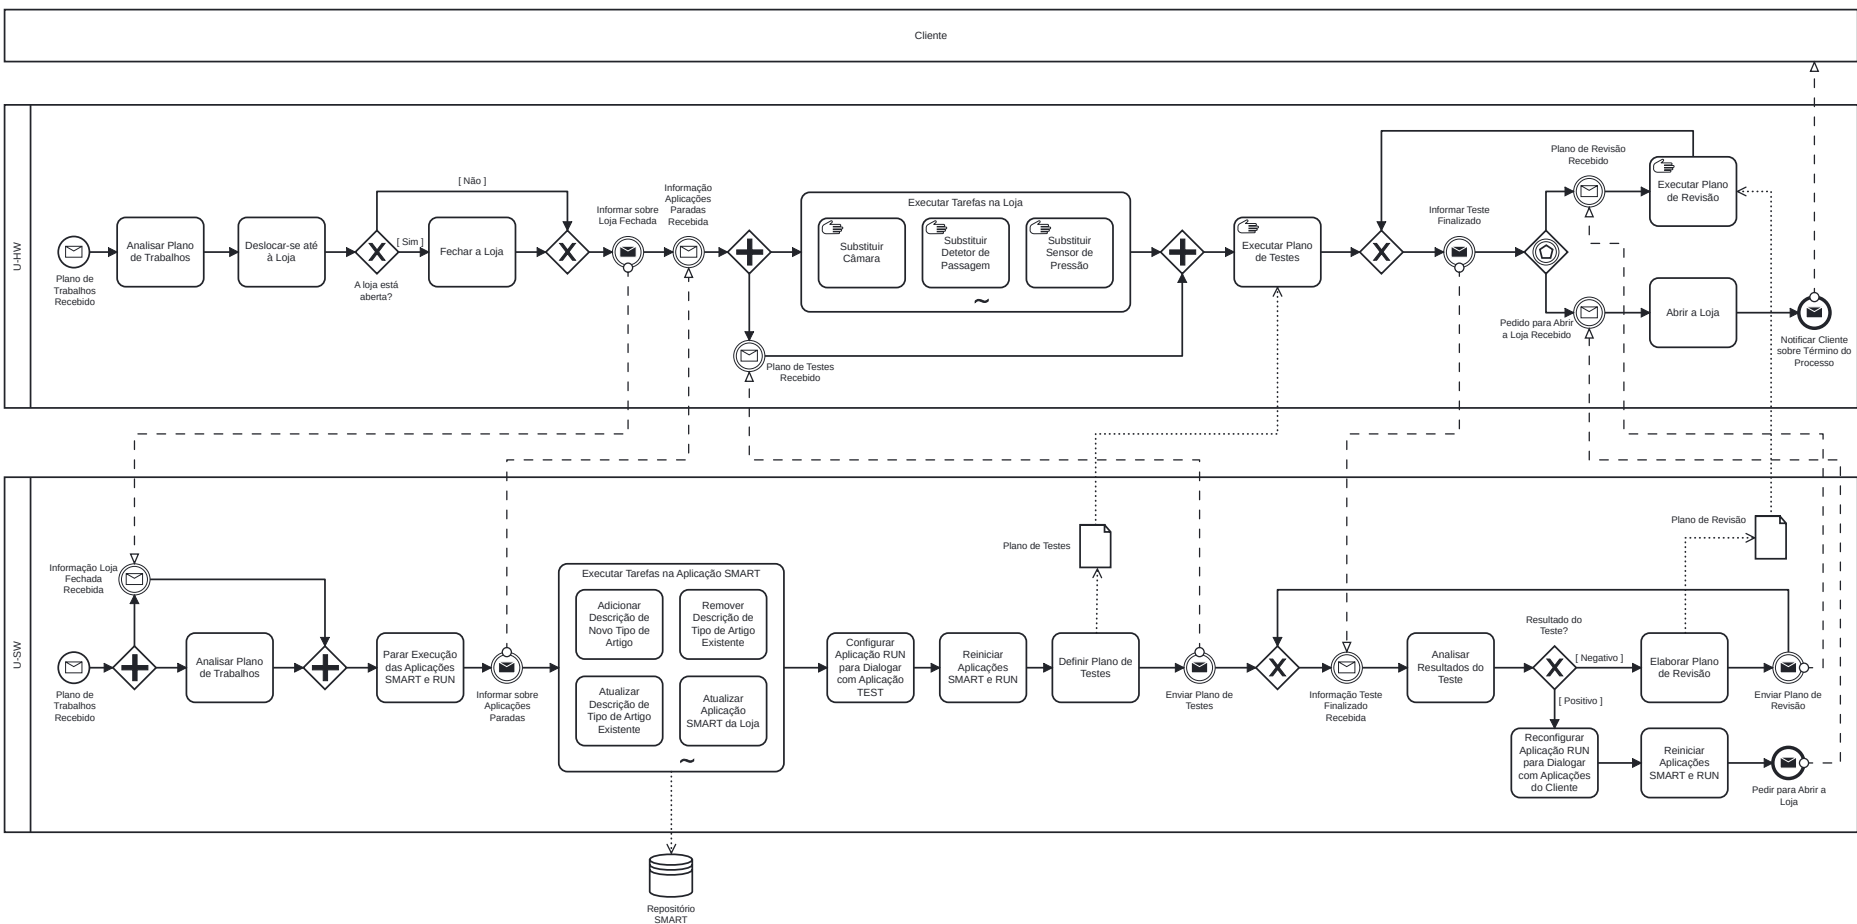 Cliente
U-HW
Plano de
Trabalhos
Recebido
Analisar Plano
de Trabalhos
Deslocar-se até
à Loja
A loja está
aberta?
[ Não ]
[ Sim ]
Fechar a Loja
Informar sobre
Loja Fechada
Informação
Aplicações
Paradas
Recebida
Executar Tarefas na Loja
Substituir
Câmara
Substituir
Detetor de
Passagem
Substituir
Sensor de
Pressão
~
Plano de Testes
Recebido
Executar Plano
de Testes
Informar Teste
Finalizado
Plano de Revisão
Recebido
Executar Plano
de Revisão
Pedido para Abrir
a Loja Recebido
Abrir a Loja
Notificar Cliente
sobre Término do
Processo
U-SW
Informação Loja
Fechada
Recebida
Plano de
Trabalhos
Recebido
Analisar Plano
de Trabalhos
Parar Execução
das Aplicações
SMART e RUN
Informar sobre
Aplicações
Paradas
Executar Tarefas na Aplicação SMART
Adicionar
Descrição de
Novo Tipo de
Artigo
Remover
Descrição de
Tipo de Artigo
Existente
Atualizar
Descrição de
Tipo de Artigo
Existente
Atualizar
Aplicação
SMART da Loja
~
Configurar
Aplicação RUN
para Dialogar
com Aplicação
TEST
Reiniciar
Aplicações
SMART e RUN
Definir Plano de
Testes
Plano de Testes
Enviar Plano de
Testes
Informação Teste
Finalizado
Recebida
Analisar
Resultados do
Teste
Resultado do
Teste?
[ Negativo ]
[ Positivo ]
Elaborar Plano
de Revisão
Plano de Revisão
Enviar Plano de
Revisão
Reconfigurar
Aplicação RUN
para Dialogar
com Aplicações
do Cliente
Reiniciar
Aplicações
SMART e RUN
Pedir para Abrir a
Loja
Repositório
SMART